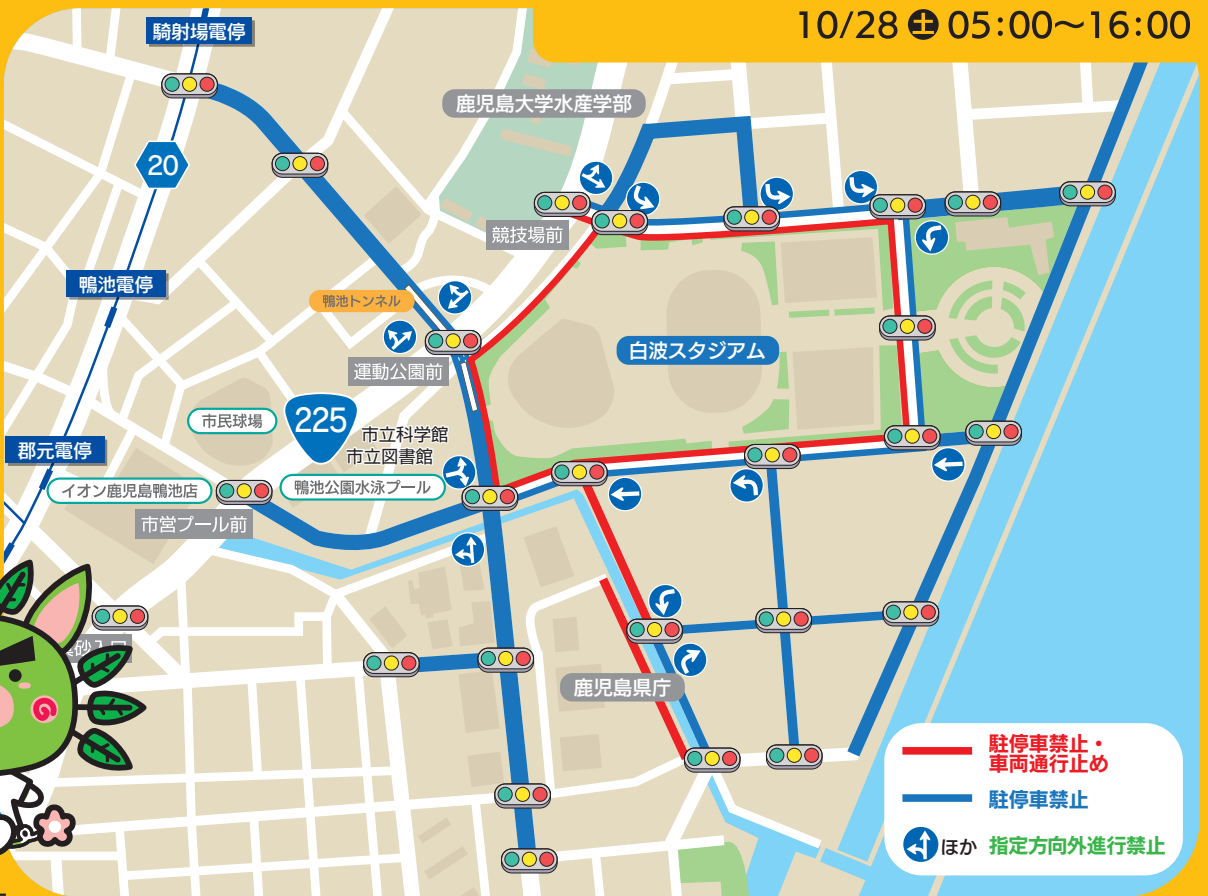 10/28 土 05:00〜16:00
騎射場電停
鹿児島大学水産学部
20
競技場前
鴨池電停
鴨池トンネル
白波スタジアム
運動公園前
市民球場
225
市立科学館
市立図書館
郡元電停
イオン鹿児島鴨池店
鴨池公園水泳プール
市営プール前
砂入口
鹿児島県庁
駐停車禁止・
車両通行止め
駐停車禁止
ほか 指定方向外進行禁止